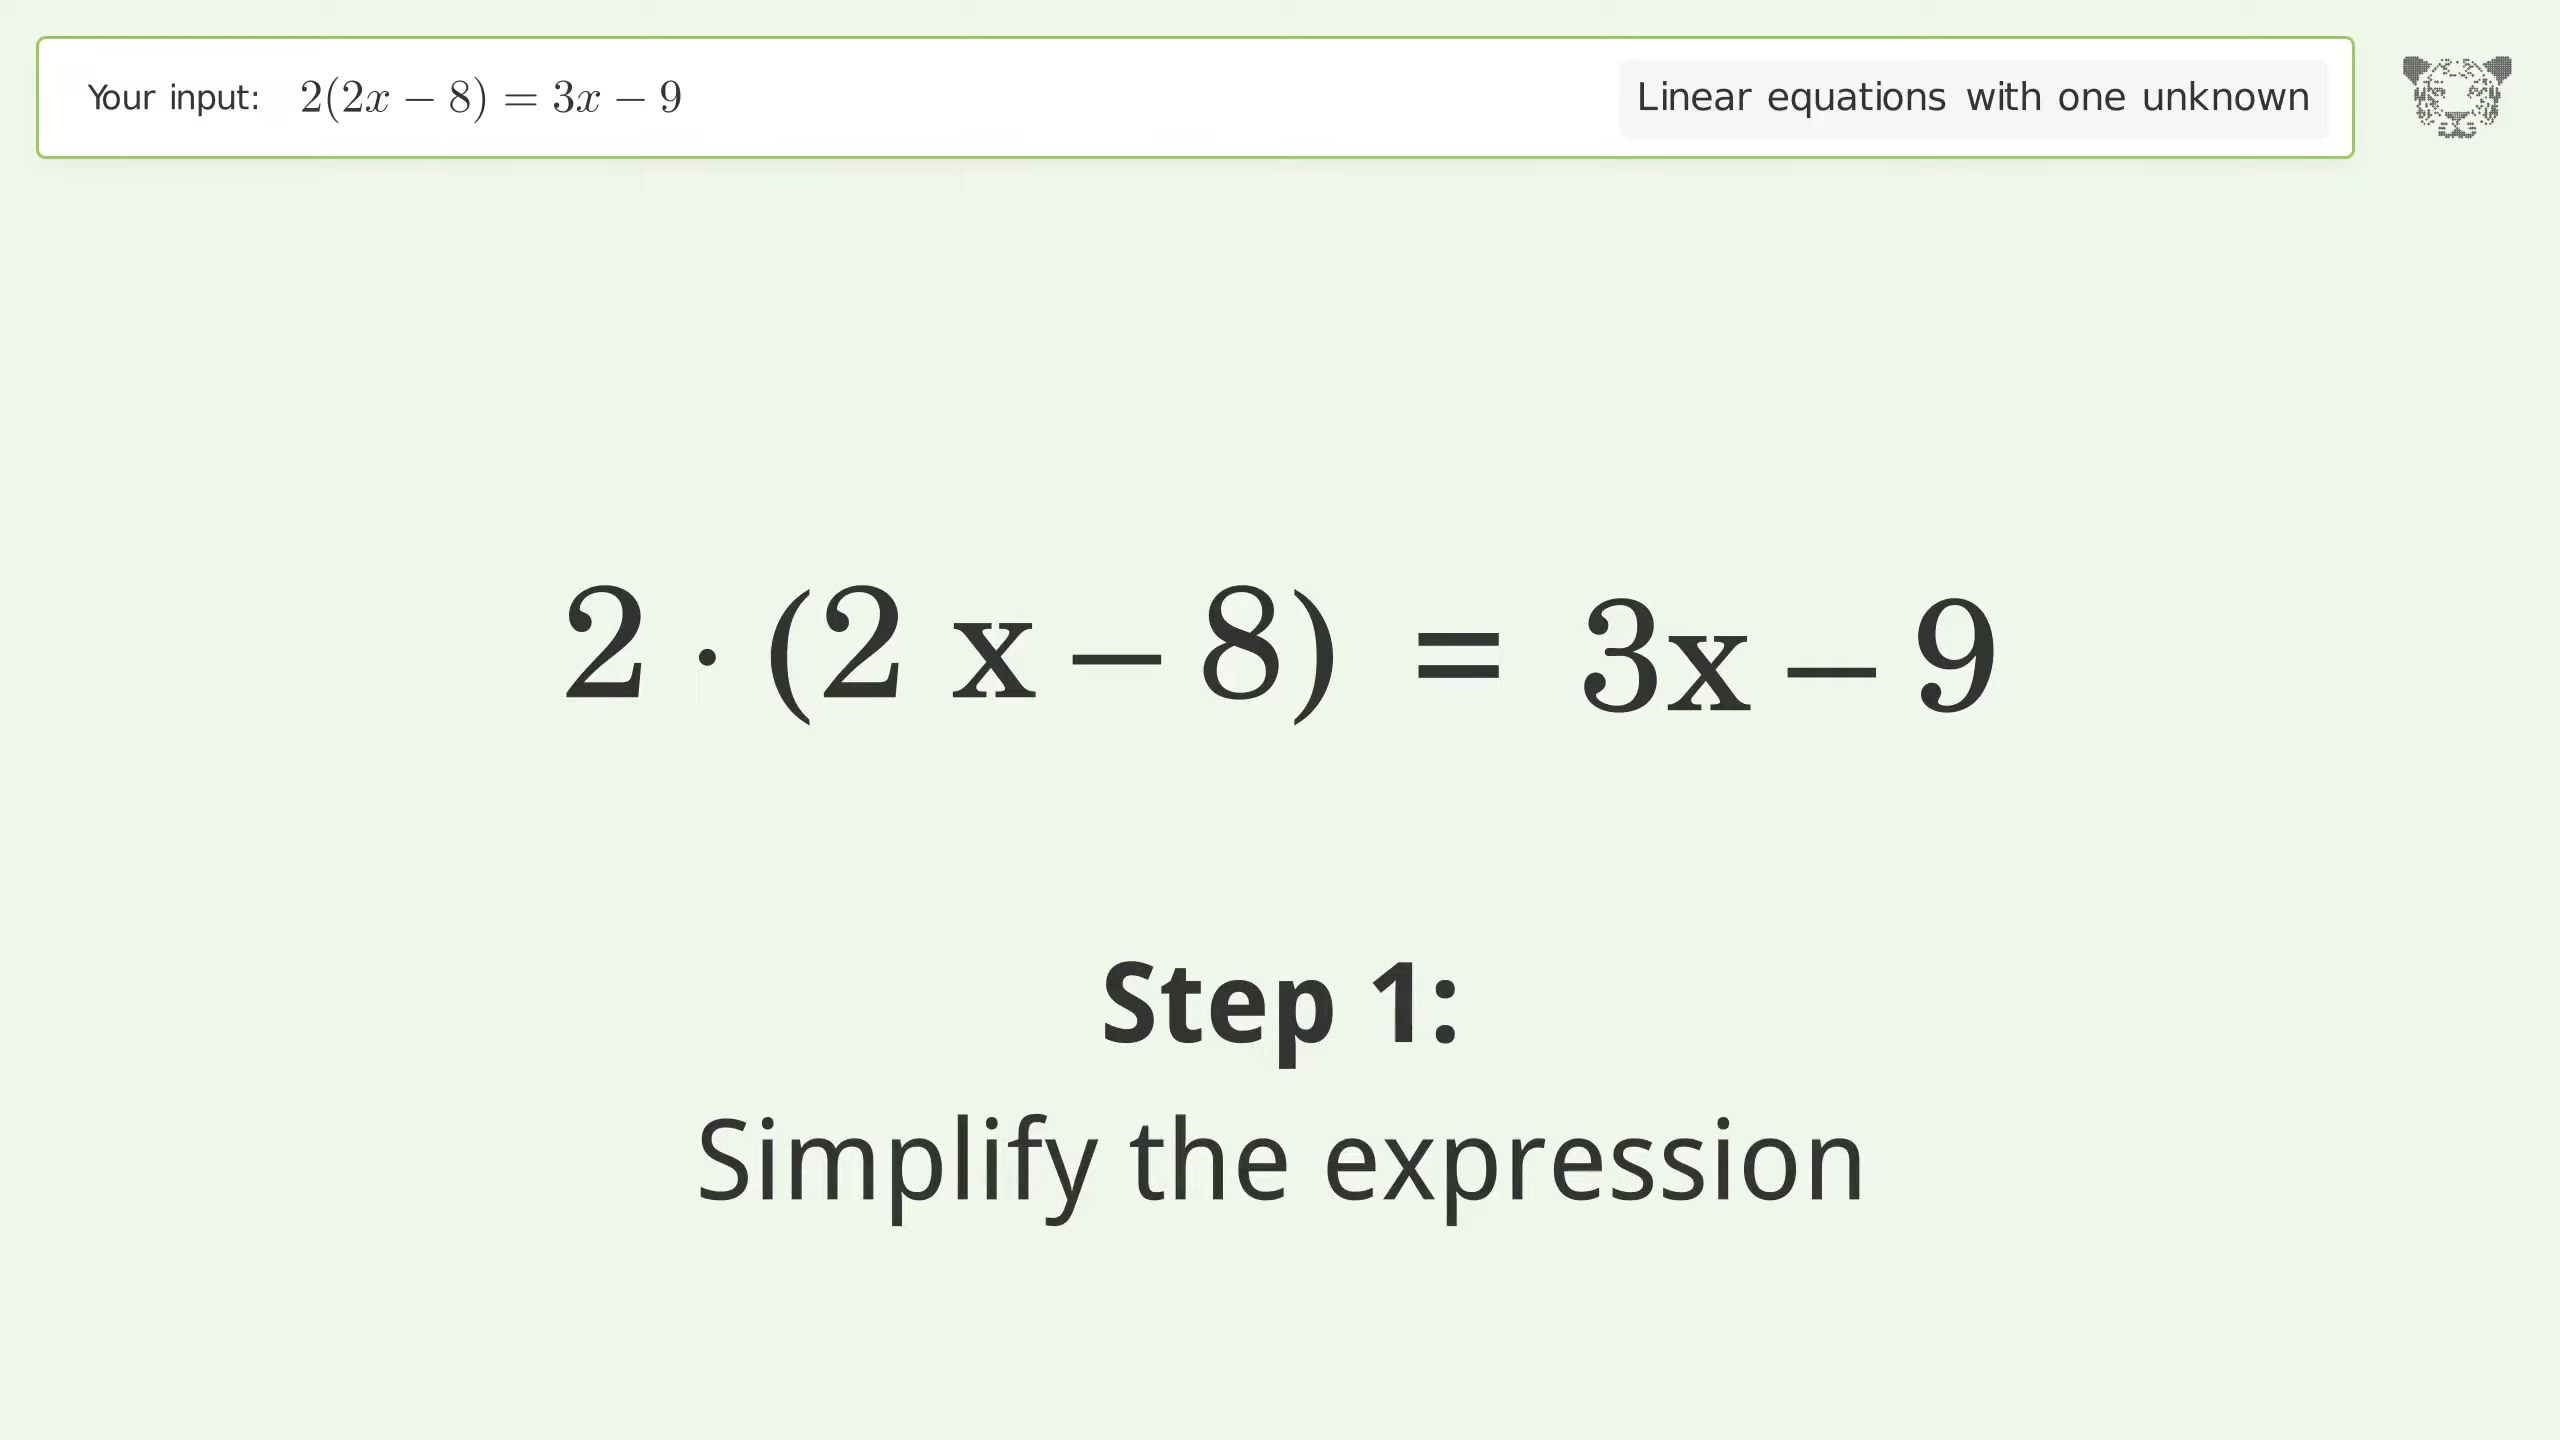 Your input: 2(2x − 8) = 3x − 9
Linear equations with one unknown
2 · (2 x – 8) = 3x – 9
Step 1:
Simplify the expression